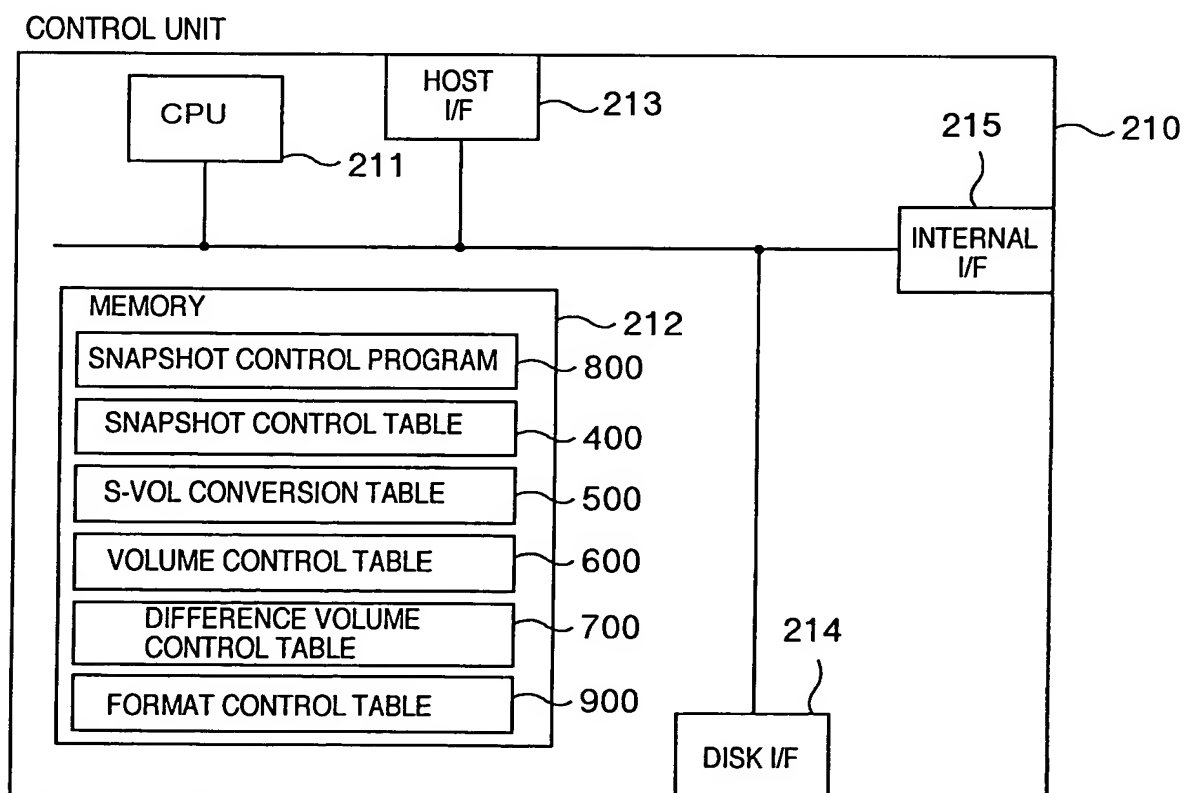 CONTROL UNIT
CPU
211
HOST
I/F
213
215
210
INTERNAL
I/F
MEMORY
212
SNAPSHOT CONTROL PROGRAM
800
SNAPSHOT CONTROL TABLE
400
S-VOL CONVERSION TABLE
500
VOLUME CONTROL TABLE
600
DIFFERENCE VOLUME
CONTROL TABLE
700
FORMAT CONTROL TABLE
900
214
DISK I/F